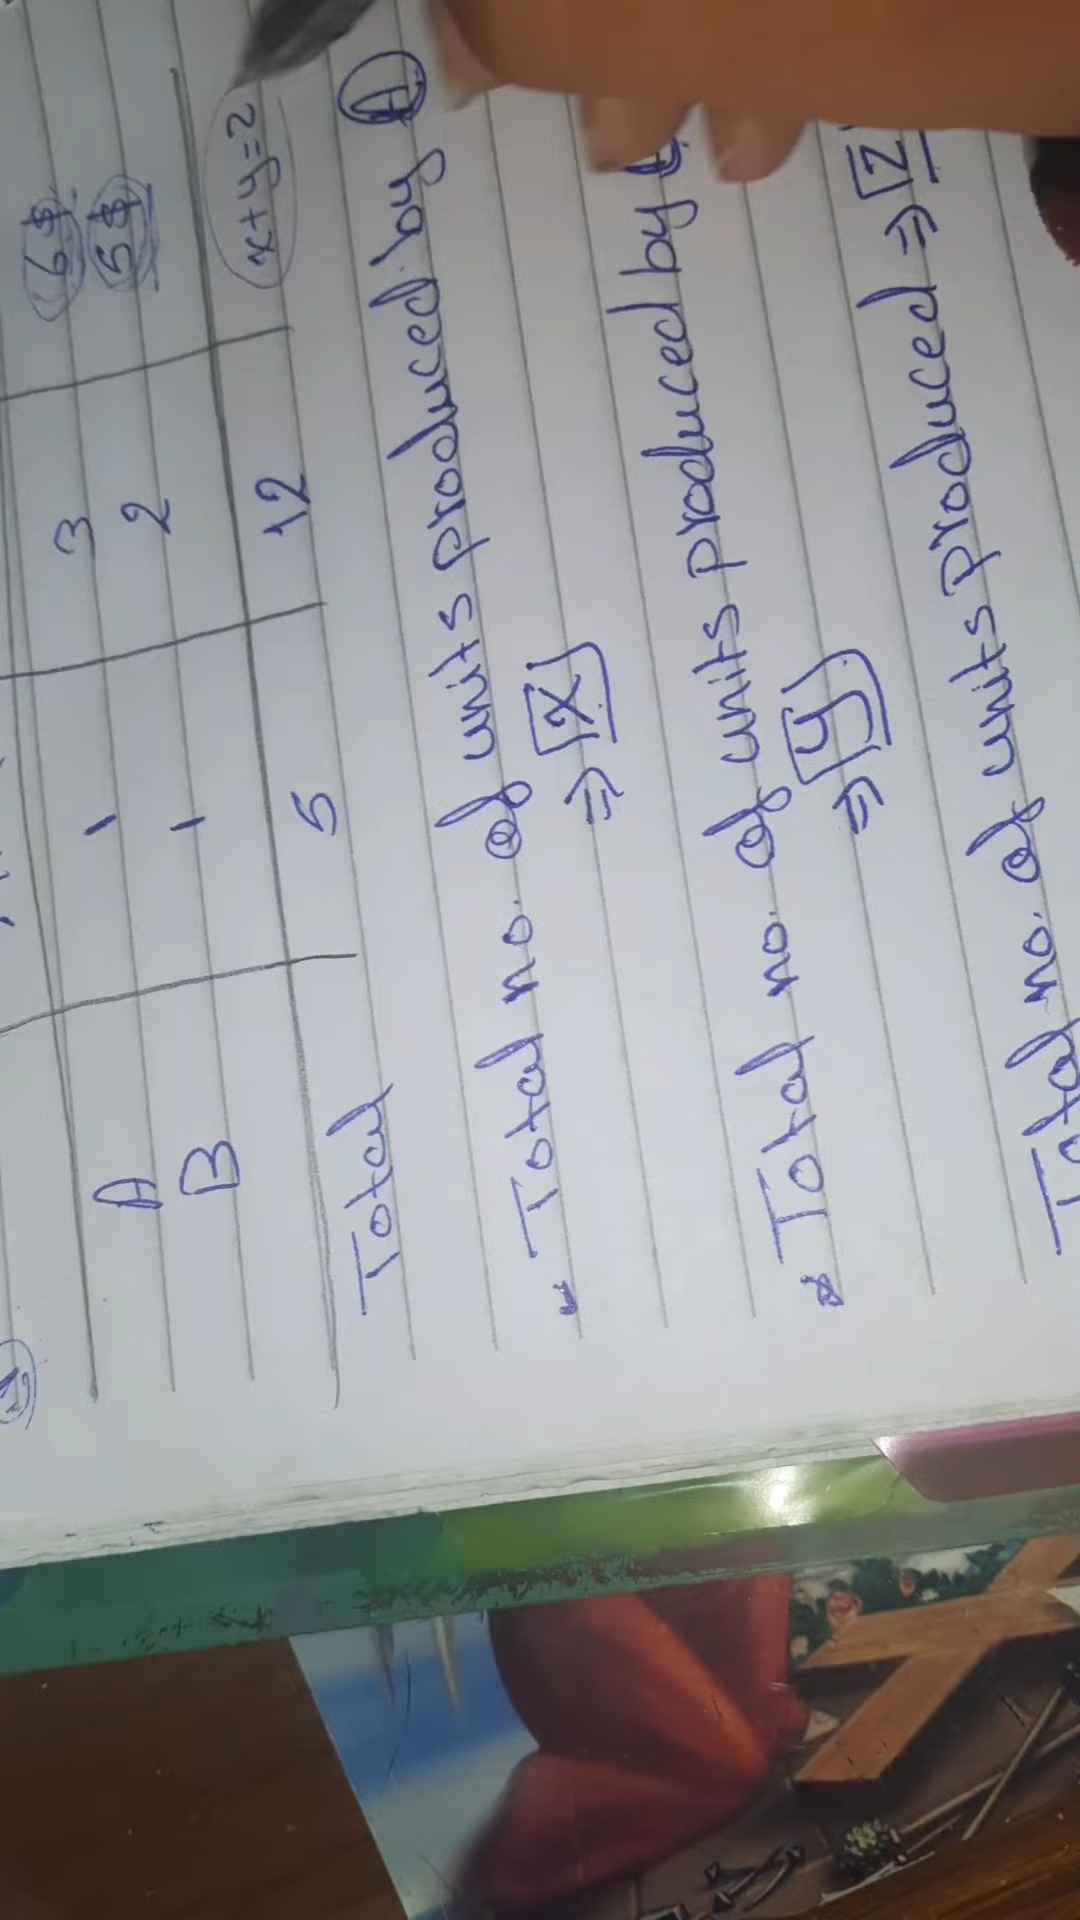 A 1 3 6$
B 1 2 5$
Total 5 12 x+y=z
Total no. of units produced by A
⇒ x
Total no. of units produced by
⇒ y
Total no. of units produced ⇒ z